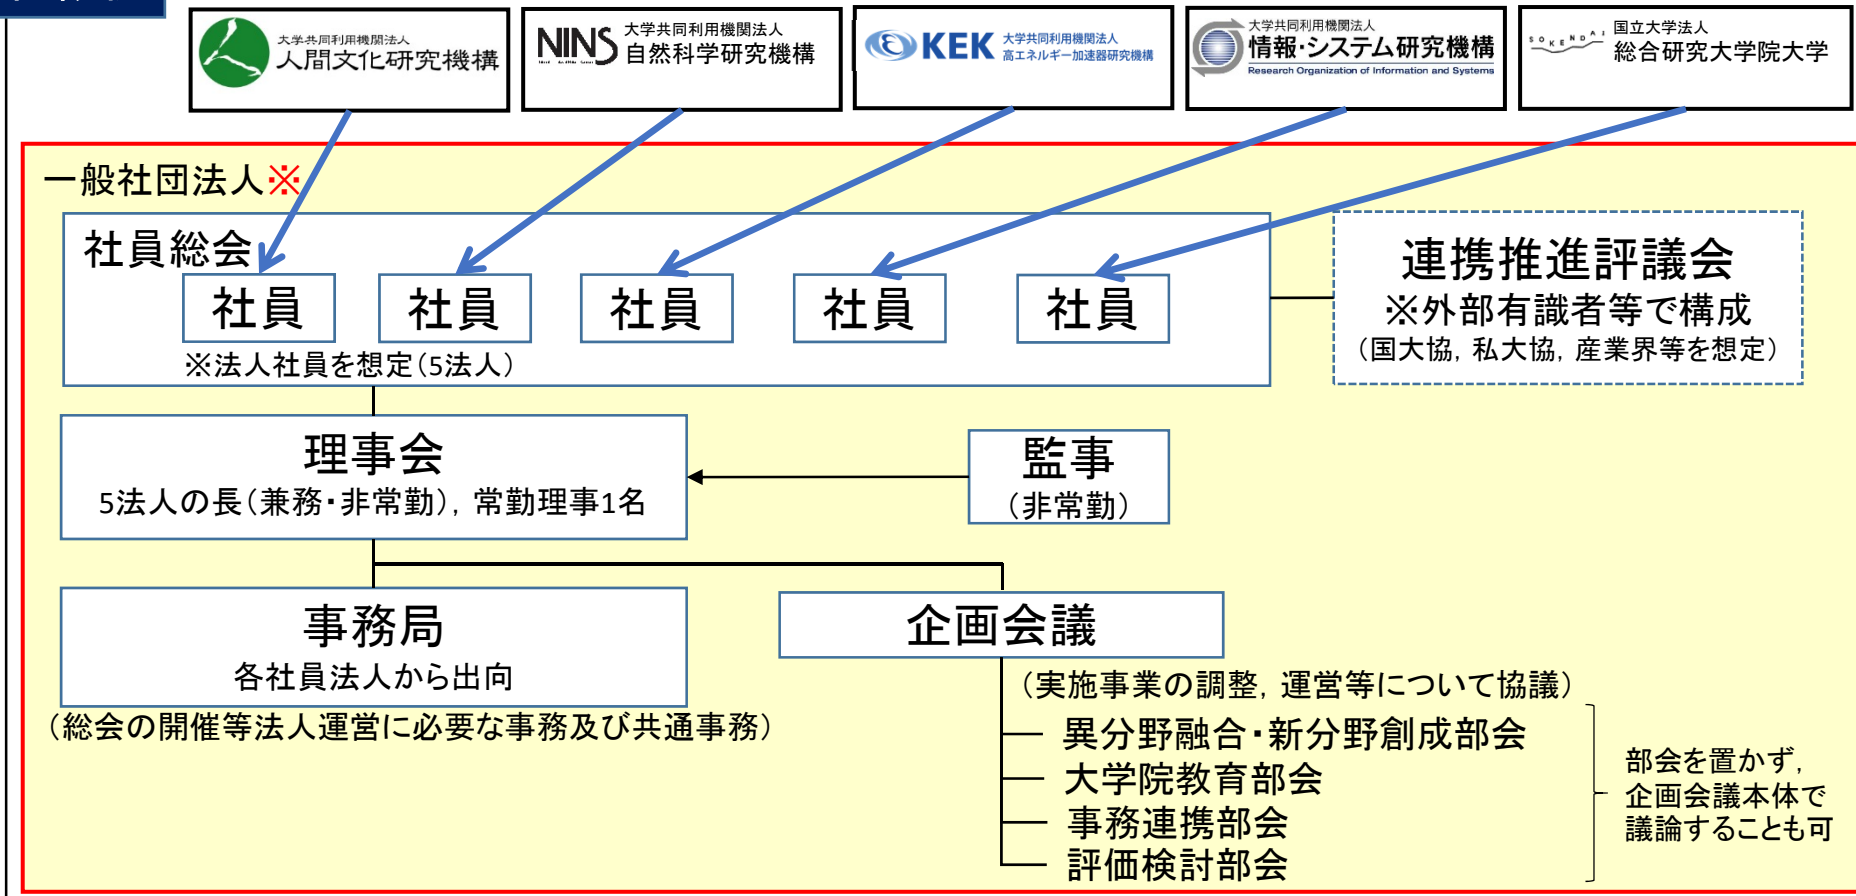 大学共同利用機関法人
人間文化研究機構
NINS
大学共同利用機関法人
自然科学研究機構
KEK
大学共同利用機関法人
高エネルギー加速器研究機構
大学共同利用機関法人
情報・システム研究機構
Research Organization of Information and Systems
SOKENDAI
国立大学法人
総合研究大学院大学
一般社団法人※
社員総会
社員
社員
社員
社員
社員
※法人社員を想定(5法人)
連携推進評議会
※外部有識者等で構成
(国大協,私大協,産業界等を想定)
理事会
5法人の長(兼務・非常勤),常勤理事1名
監事
(非常勤)
事務局
各社員法人から出向
(総会の開催等法人運営に必要な事務及び共通事務)
企画会議
(実施事業の調整,運営等について協議)
異分野融合・新分野創成部会
大学院教育部会
事務連携部会
評価検討部会
部会を置かず,
企画会議本体で
議論することも可